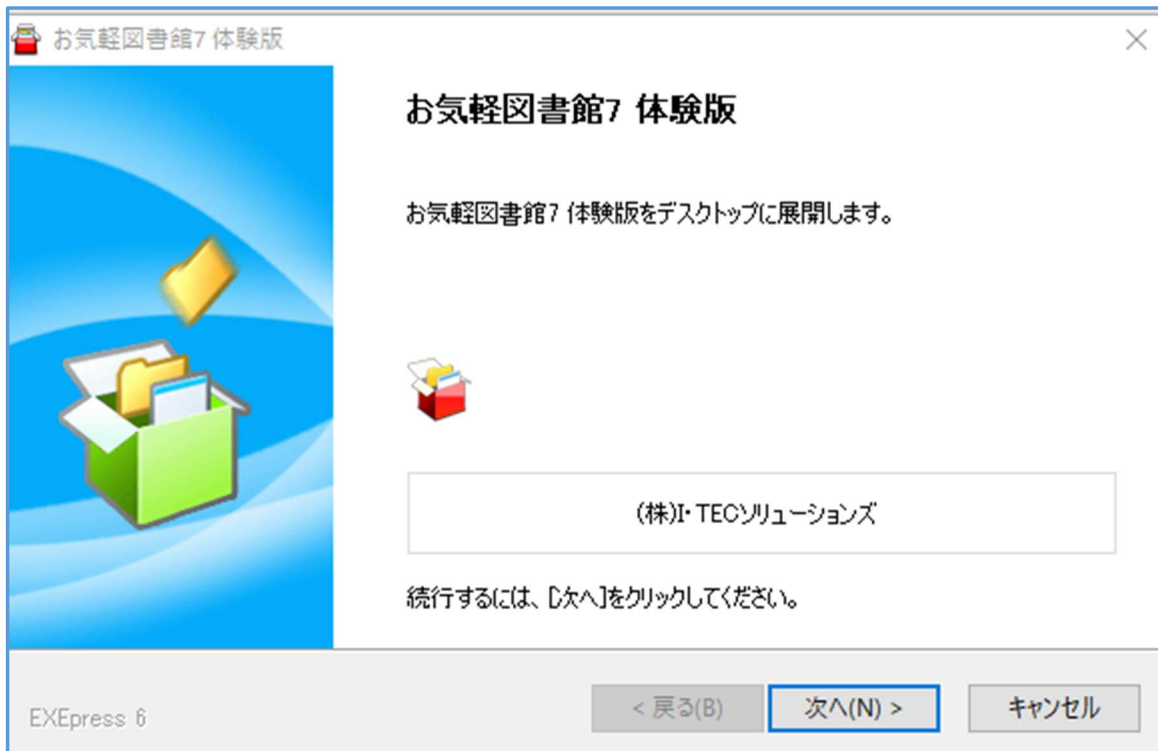 お気軽図書館7 体験版
お気軽図書館7 体験版
お気軽図書館7 体験版をデスクトップに展開します。
(株)I・TECソリューションズ
続行するには、[次へ]をクリックしてください。
EXEpress 6
< 戻る(B)
次へ(N) >
キャンセル